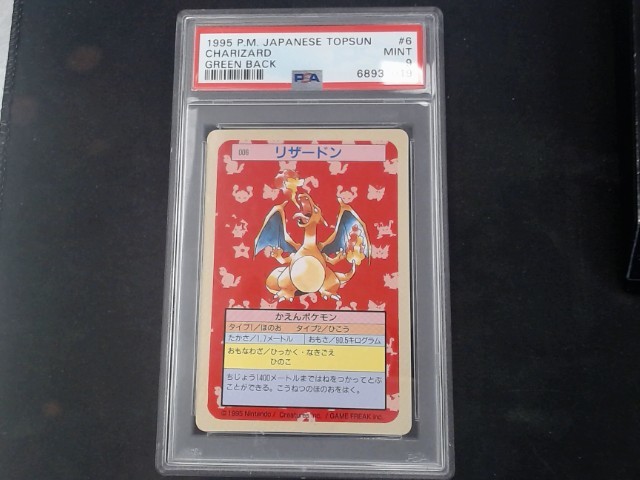 1995 P.M. JAPANESE TOPSUN #6
CHARIZARD MINT
GREEN BACK 9
PSA
006 リザードン
かえんポケモン
タイプ1/ほのお タイプ2/ひこう
たかさ/1.7メートル おもさ/90.5キログラム
おもなわざ/ひっかく・なきごえ
ひのこ
ちじょう1400メートルまではねをつかってとぶ
ことができる。こうねつのほのおをはく。
©1995 Nintendo / Creatures inc. / GAME FREAK inc.